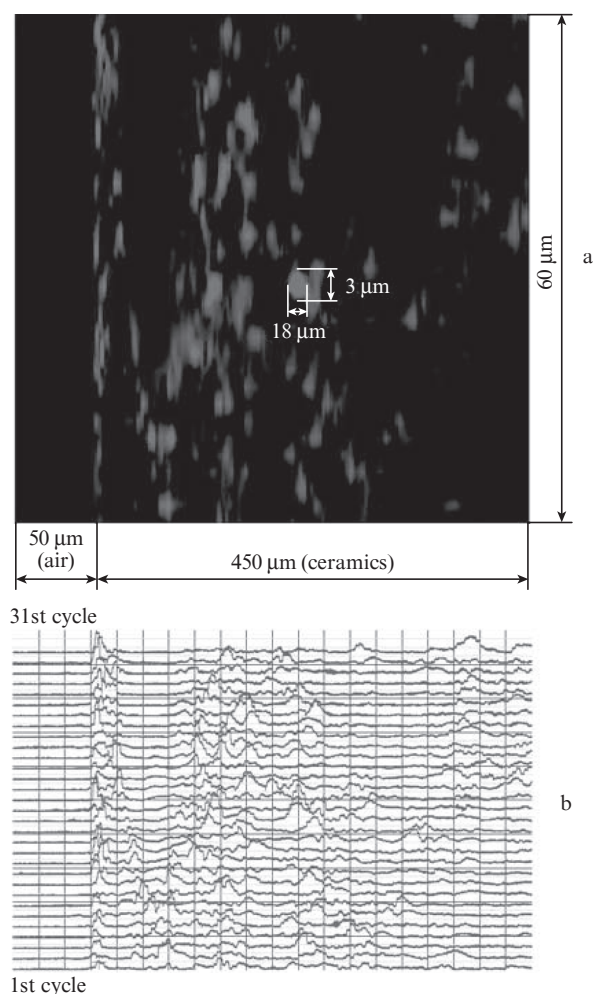 60 μm
a
3 μm
18 μm
50 μm
(air)
450 μm (ceramics)
31st cycle
b
1st cycle